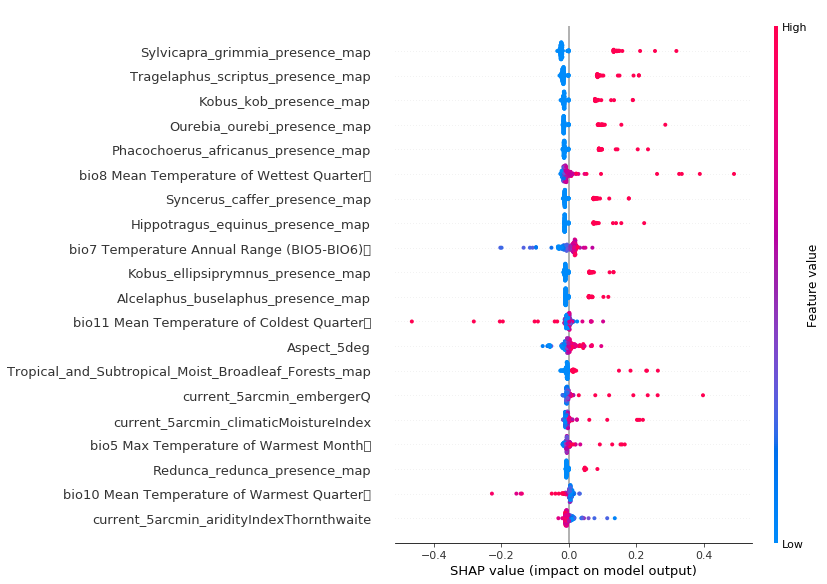 High
Sylvicapra_grimmia_presence_map
Tragelaphus_scriptus_presence_map
Kobus_kob_presence_map
Ourebia_ourebi_presence_map
Phacochoerus_africanus_presence_map
bio8 Mean Temperature of Wettest Quarter▯
Syncerus_caffer_presence_map
Hippotragus_equinus_presence_map
bio7 Temperature Annual Range (BIO5-BIO6)▯
Kobus_ellipsiprymnus_presence_map
Alcelaphus_buselaphus_presence_map
bio11 Mean Temperature of Coldest Quarter▯
Aspect_5deg
Tropical_and_Subtropical_Moist_Broadleaf_Forests_map
current_5arcmin_embergerQ
current_5arcmin_climaticMoistureIndex
bio5 Max Temperature of Warmest Month▯
Redunca_redunca_presence_map
bio10 Mean Temperature of Warmest Quarter▯
current_5arcmin_aridityIndexThornthwaite
Feature value
Low
−0.4 −0.2 0.0 0.2 0.4
SHAP value (impact on model output)